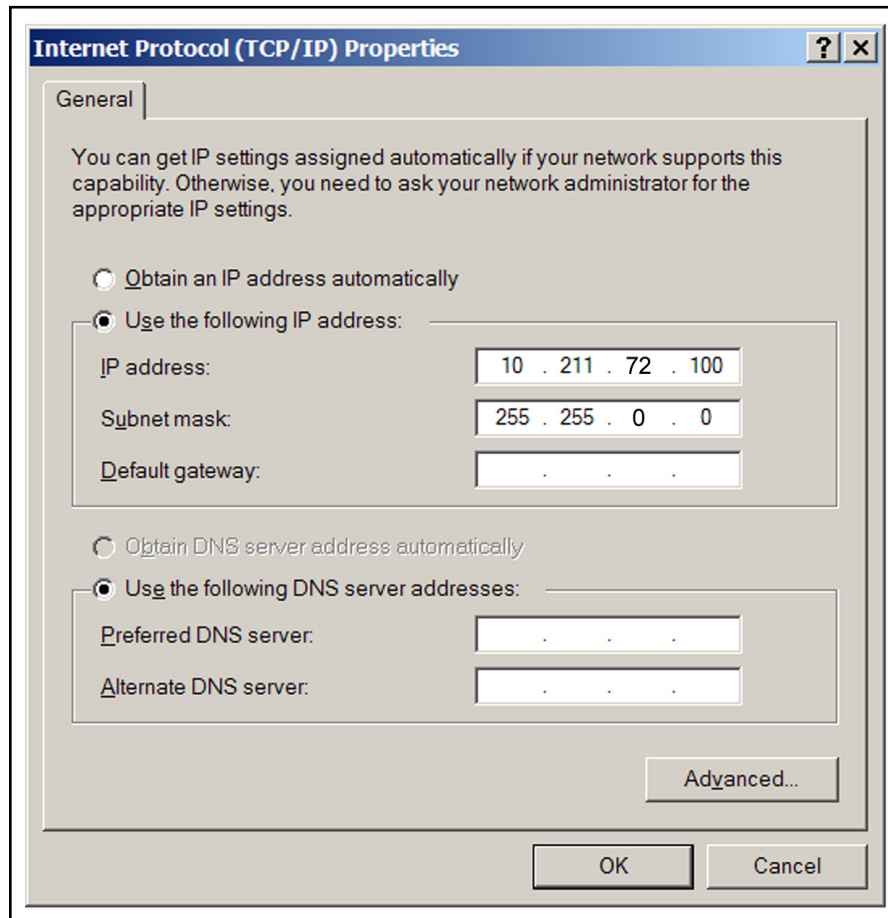 Internet Protocol (TCP/IP) Properties
General
You can get IP settings assigned automatically if your network supports this
capability. Otherwise, you need to ask your network administrator for the
appropriate IP settings.
Obtain an IP address automatically
Use the following IP address:
IP address: 10 . 211 . 72 . 100
Subnet mask: 255 . 255 . 0 . 0
Default gateway: . . .
Obtain DNS server address automatically
Use the following DNS server addresses:
Preferred DNS server: . . .
Alternate DNS server: . . .
Advanced...
OK Cancel